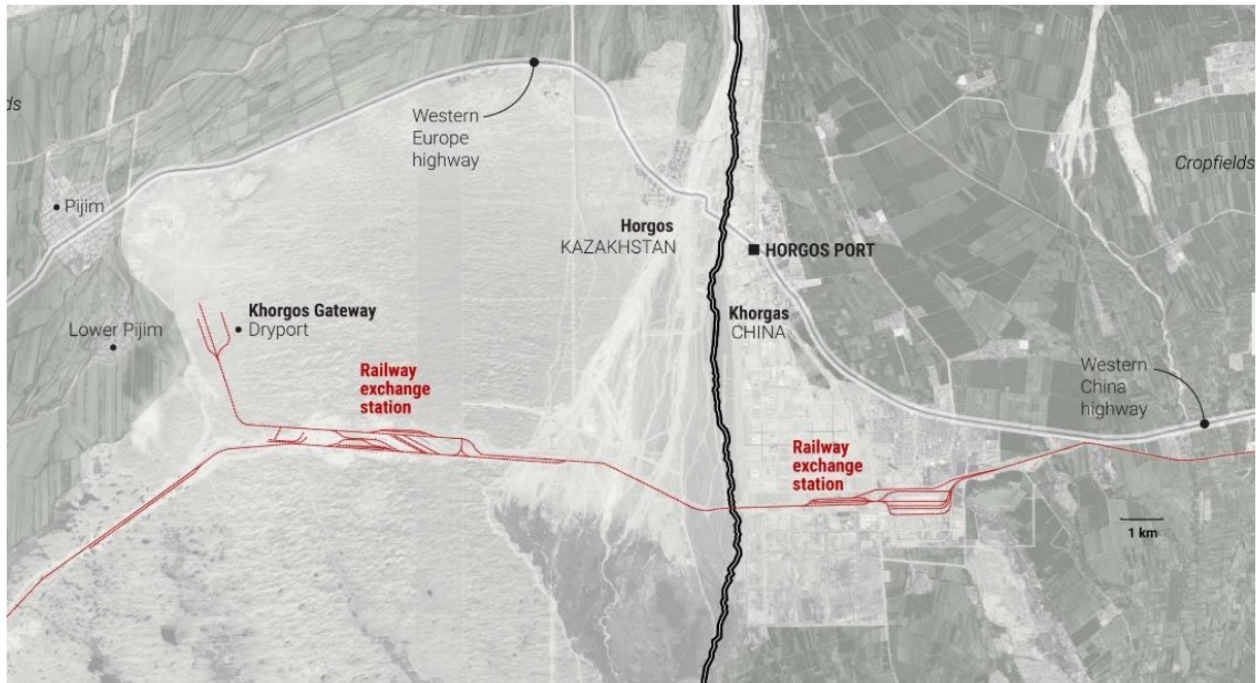 ds
Western
Europe
highway
Cropfields
Pijim
Horgos
KAZAKHSTAN
HORGOS PORT
Khorgos Gateway
Dryport
Lower Pijim
Khorgas
CHINA
Railway
exchange
station
Western
China
highway
Railway
exchange
station
1 km